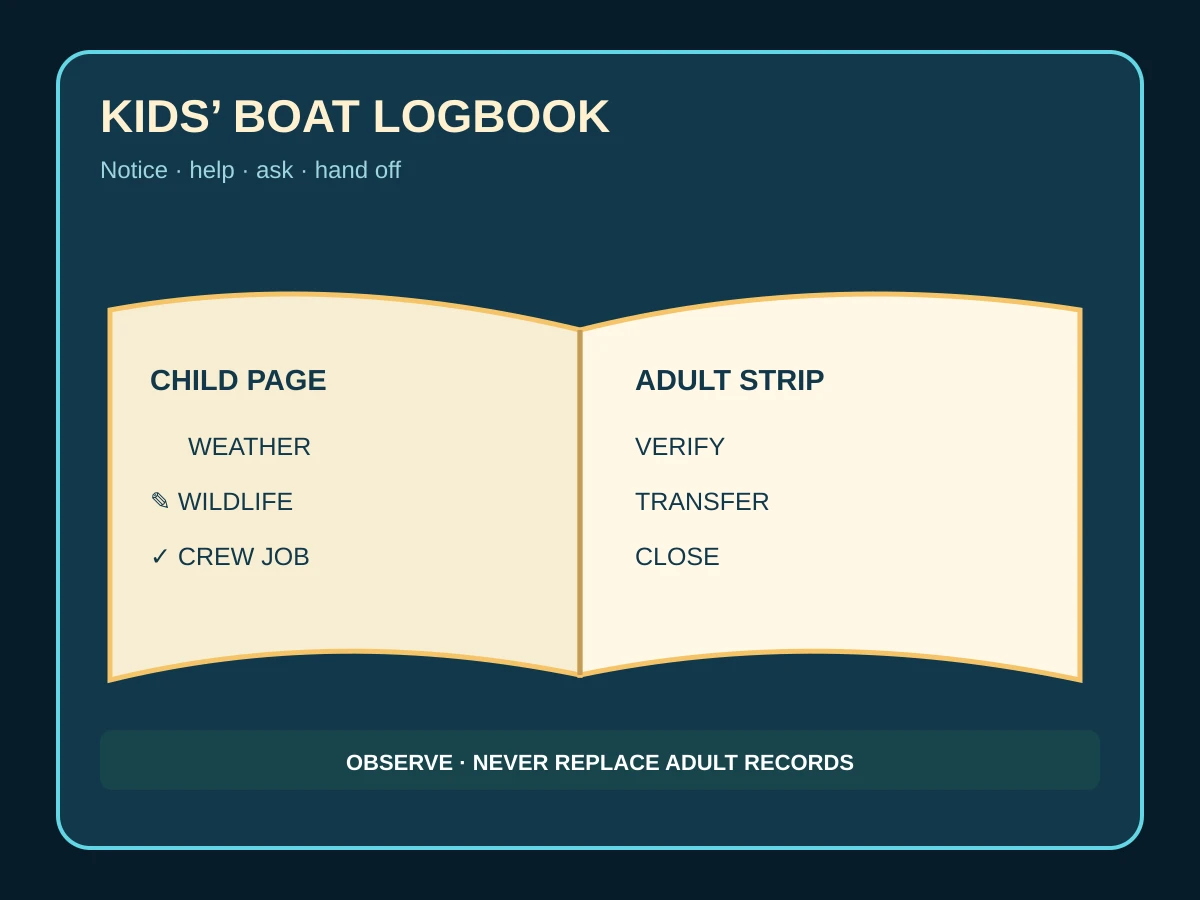 KIDS’ BOAT LOGBOOK
Notice · help · ask · hand off
CHILD PAGE
WEATHER
✎ WILDLIFE
✓ CREW JOB
ADULT STRIP
VERIFY
TRANSFER
CLOSE
OBSERVE · NEVER REPLACE ADULT RECORDS